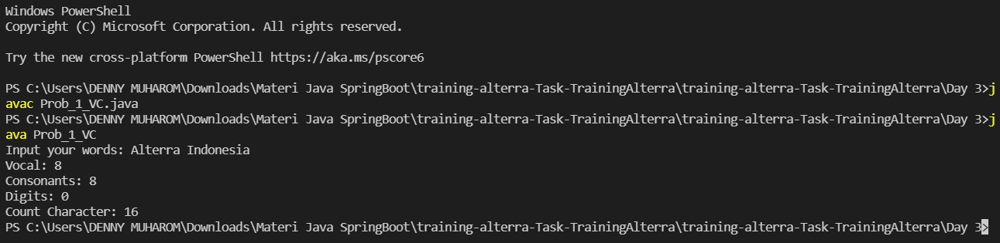 Windows PowerShell
Copyright (C) Microsoft Corporation. All rights reserved.
Try the new cross-platform PowerShell https://aka.ms/pscore6
PS C:\Users\DENNY MUHAROM\Downloads\Materi Java SpringBoot\training-alterra-Task-TrainingAlterra\training-alterra-Task-TrainingAlterra\Day 3>j
avac Prob_1_VC.java
PS C:\Users\DENNY MUHAROM\Downloads\Materi Java SpringBoot\training-alterra-Task-TrainingAlterra\training-alterra-Task-TrainingAlterra\Day 3>j
ava Prob_1_VC
Input your words: Alterra Indonesia
Vocal: 8
Consonants: 8
Digits: 0
Count Character: 16
PS C:\Users\DENNY MUHAROM\Downloads\Materi Java SpringBoot\training-alterra-Task-TrainingAlterra\training-alterra-Task-TrainingAlterra\Day 3>